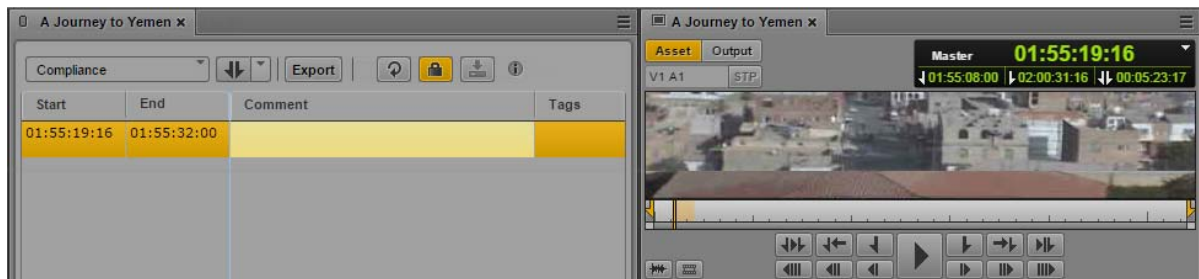 A Journey to Yemen
Compliance
Export
Start End Comment Tags
01:55:19:16 01:55:32:00
A Journey to Yemen
Asset Output
Master 01:55:19:16
V1 A1 STP
01:55:08:00 02:00:31:16 00:05:23:17